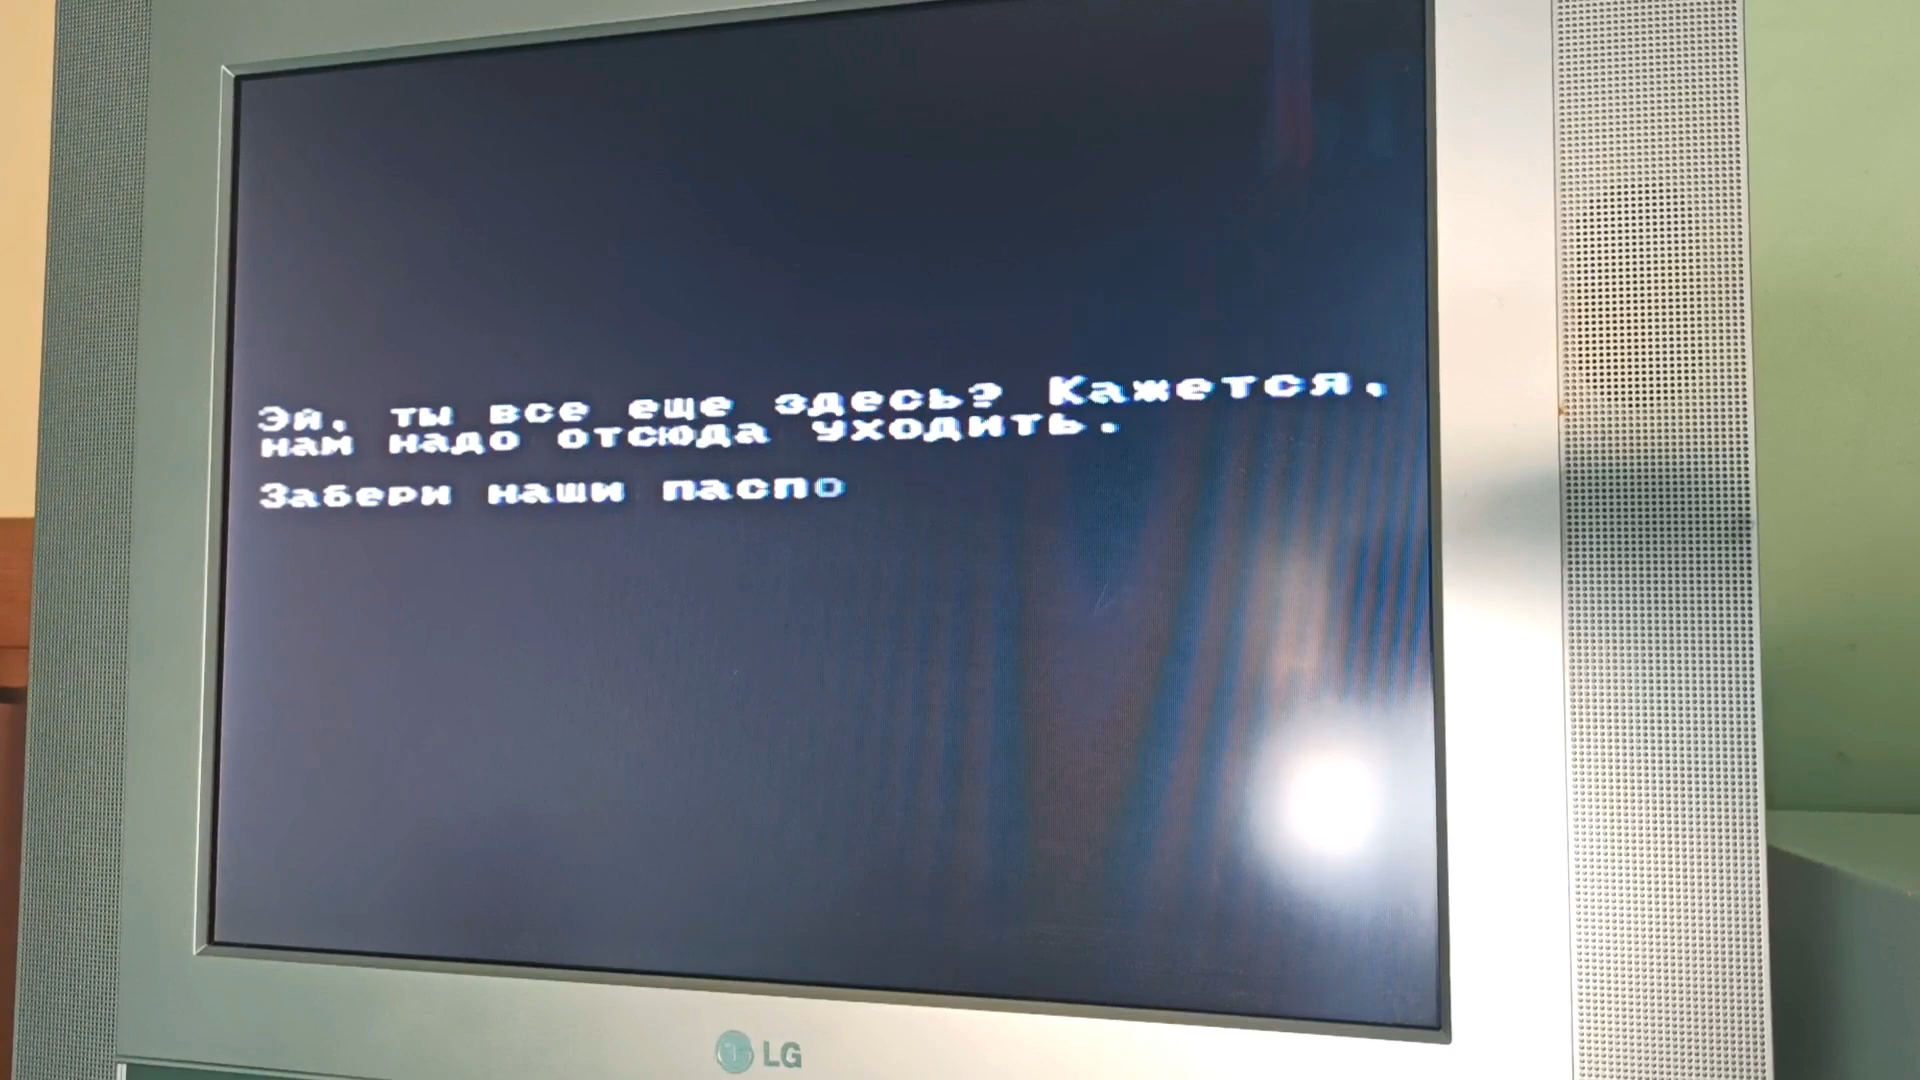 Эй, ты все еще здесь? Кажется,
нам надо отсюда уходить.
Забери наши паспо
LG